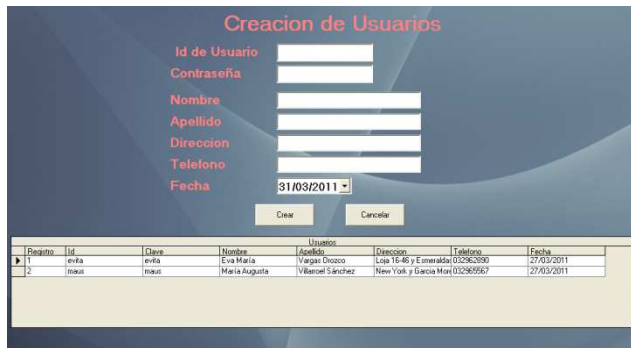 Creacion de Usuarios
Id de Usuario
Contraseña
Nombre
Apellido
Direccion
Telefono
Fecha 31/03/2011
Crear Cancelar
Usuarios
Registro Id Clave Nombre Apellido Direccion Telefono Fecha
1 evita evita Eva María Vargas Orozco Loja 16-46 y Esmeraldas 032962890 27/03/2011
2 maus maus María Augusta Villarroel Sánchez New York y Garcia More 032965567 27/03/2011